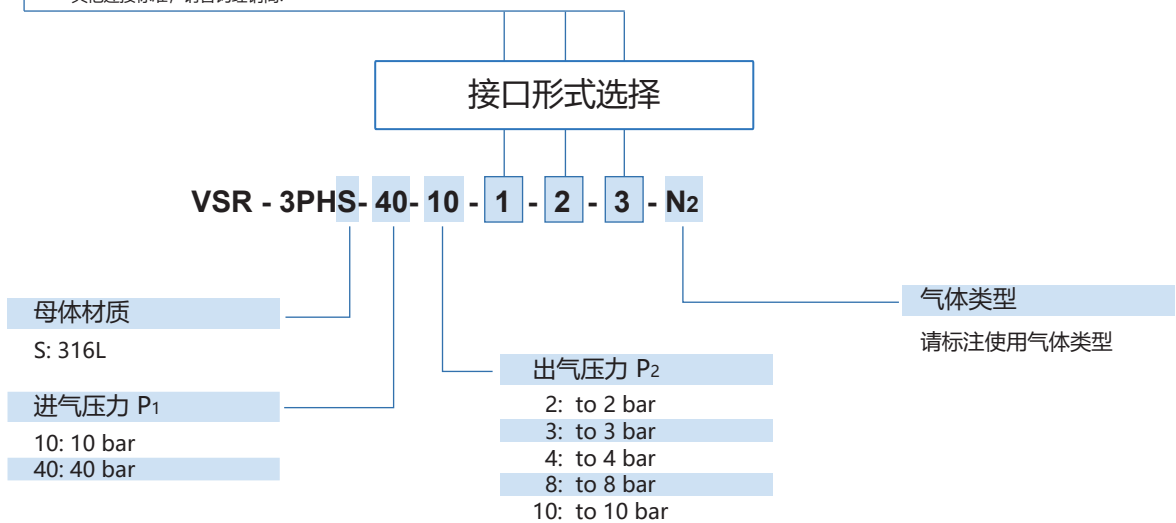 接口形式选择
VSR - 3PHS- 40- 10 - 1 - 2 - 3 - N2
母体材质
S: 316L
进气压力 P1
10: 10 bar
40: 40 bar
出气压力 P2
2: to 2 bar
3: to 3 bar
4: to 4 bar
8: to 8 bar
10: to 10 bar
气体类型
请标注使用气体类型